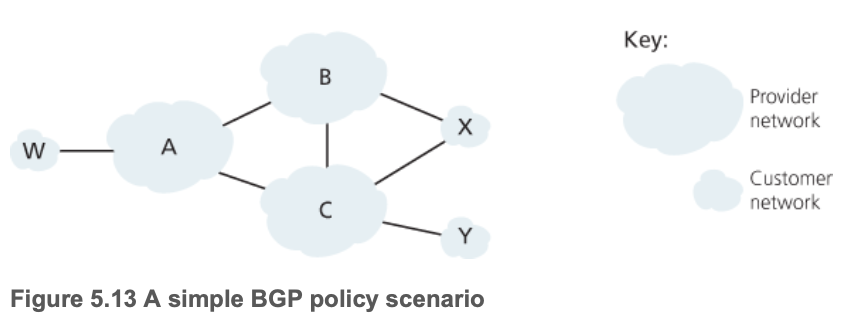 Key:
B
Provider
network
X
W
A
Customer
network
C
Y
Figure 5.13 A simple BGP policy scenario